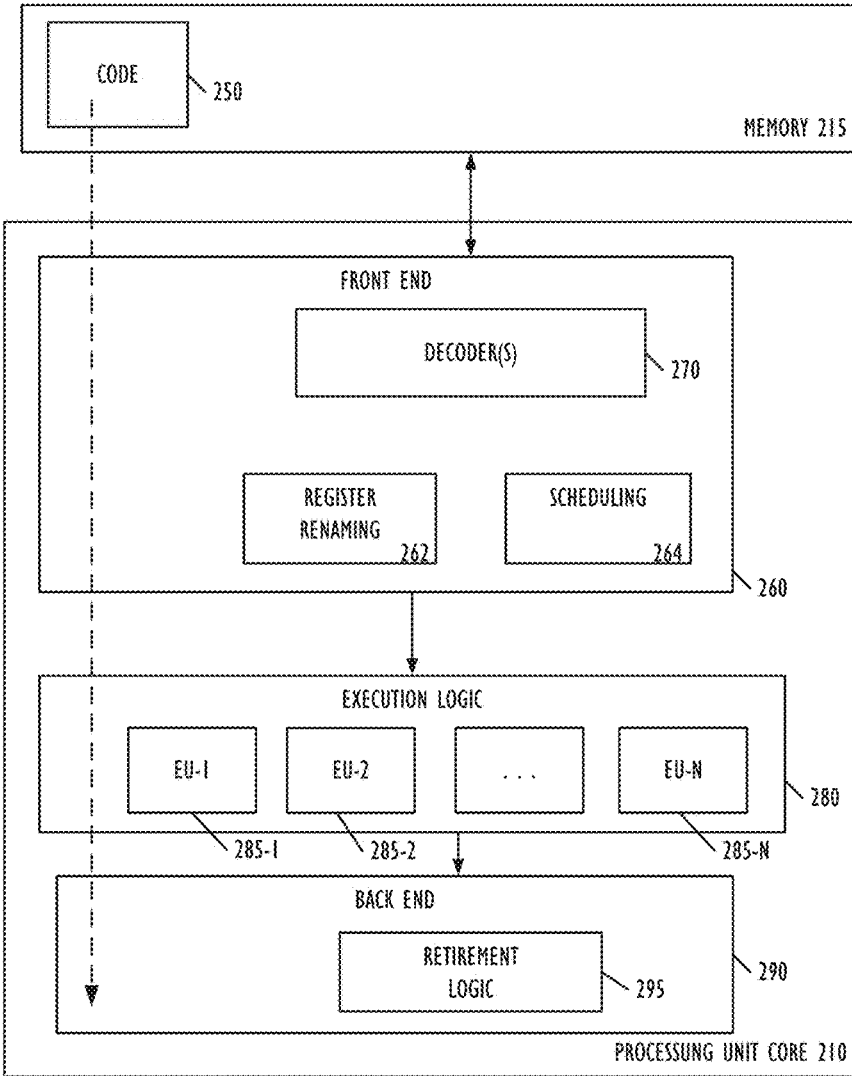 CODE
250
MEMORY 215
FRONT END
DECODER(S)
270
REGISTER
RENAMING
262
SCHEDULING
264
260
EXECUTION LOGIC
EU-1
EU-2
...
EU-N
280
285-1
285-2
285-N
BACK END
RETIREMENT
LOGIC
295
290
PROCESSUNG UNIT CORE 210